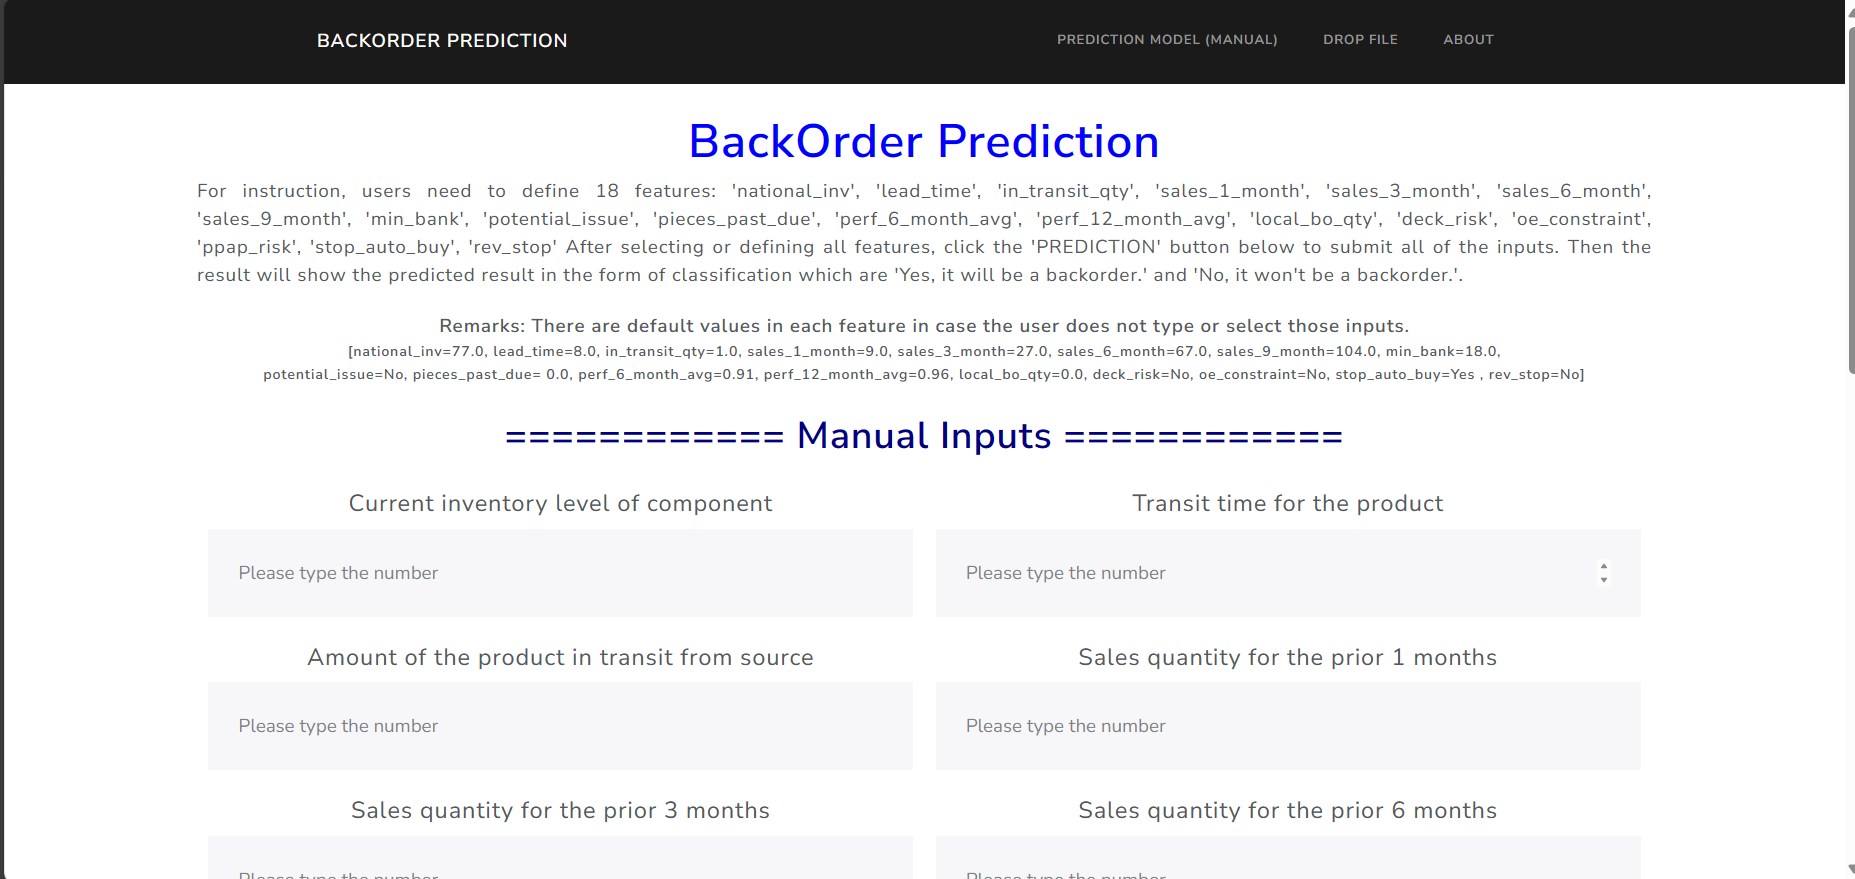 BACKORDER PREDICTION
PREDICTION MODEL (MANUAL) DROP FILE ABOUT
BackOrder Prediction
For instruction, users need to define 18 features: 'national_inv', 'lead_time', 'in_transit_qty', 'sales_1_month', 'sales_3_month', 'sales_6_month',
'sales_9_month', 'min_bank', 'potential_issue', 'pieces_past_due', 'perf_6_month_avg', 'perf_12_month_avg', 'local_bo_qty', 'deck_risk', 'oe_constraint',
'ppap_risk', 'stop_auto_buy', 'rev_stop' After selecting or defining all features, click the 'PREDICTION' button below to submit all of the inputs. Then the
result will show the predicted result in the form of classification which are 'Yes, it will be a backorder.' and 'No, it won't be a backorder.'.
Remarks: There are default values in each feature in case the user does not type or select those inputs.
[national_inv=77.0, lead_time=8.0, in_transit_qty=1.0, sales_1_month=9.0, sales_3_month=27.0, sales_6_month=67.0, sales_9_month=104.0, min_bank=18.0,
potential_issue=No, pieces_past_due= 0.0, perf_6_month_avg=0.91, perf_12_month_avg=0.96, local_bo_qty=0.0, deck_risk=No, oe_constraint=No, stop_auto_buy=Yes , rev_stop=No]
============ Manual Inputs ============
Current inventory level of component
Transit time for the product
Please type the number
Please type the number
Amount of the product in transit from source
Sales quantity for the prior 1 months
Please type the number
Please type the number
Sales quantity for the prior 3 months
Sales quantity for the prior 6 months
Please type the number
Please type the number